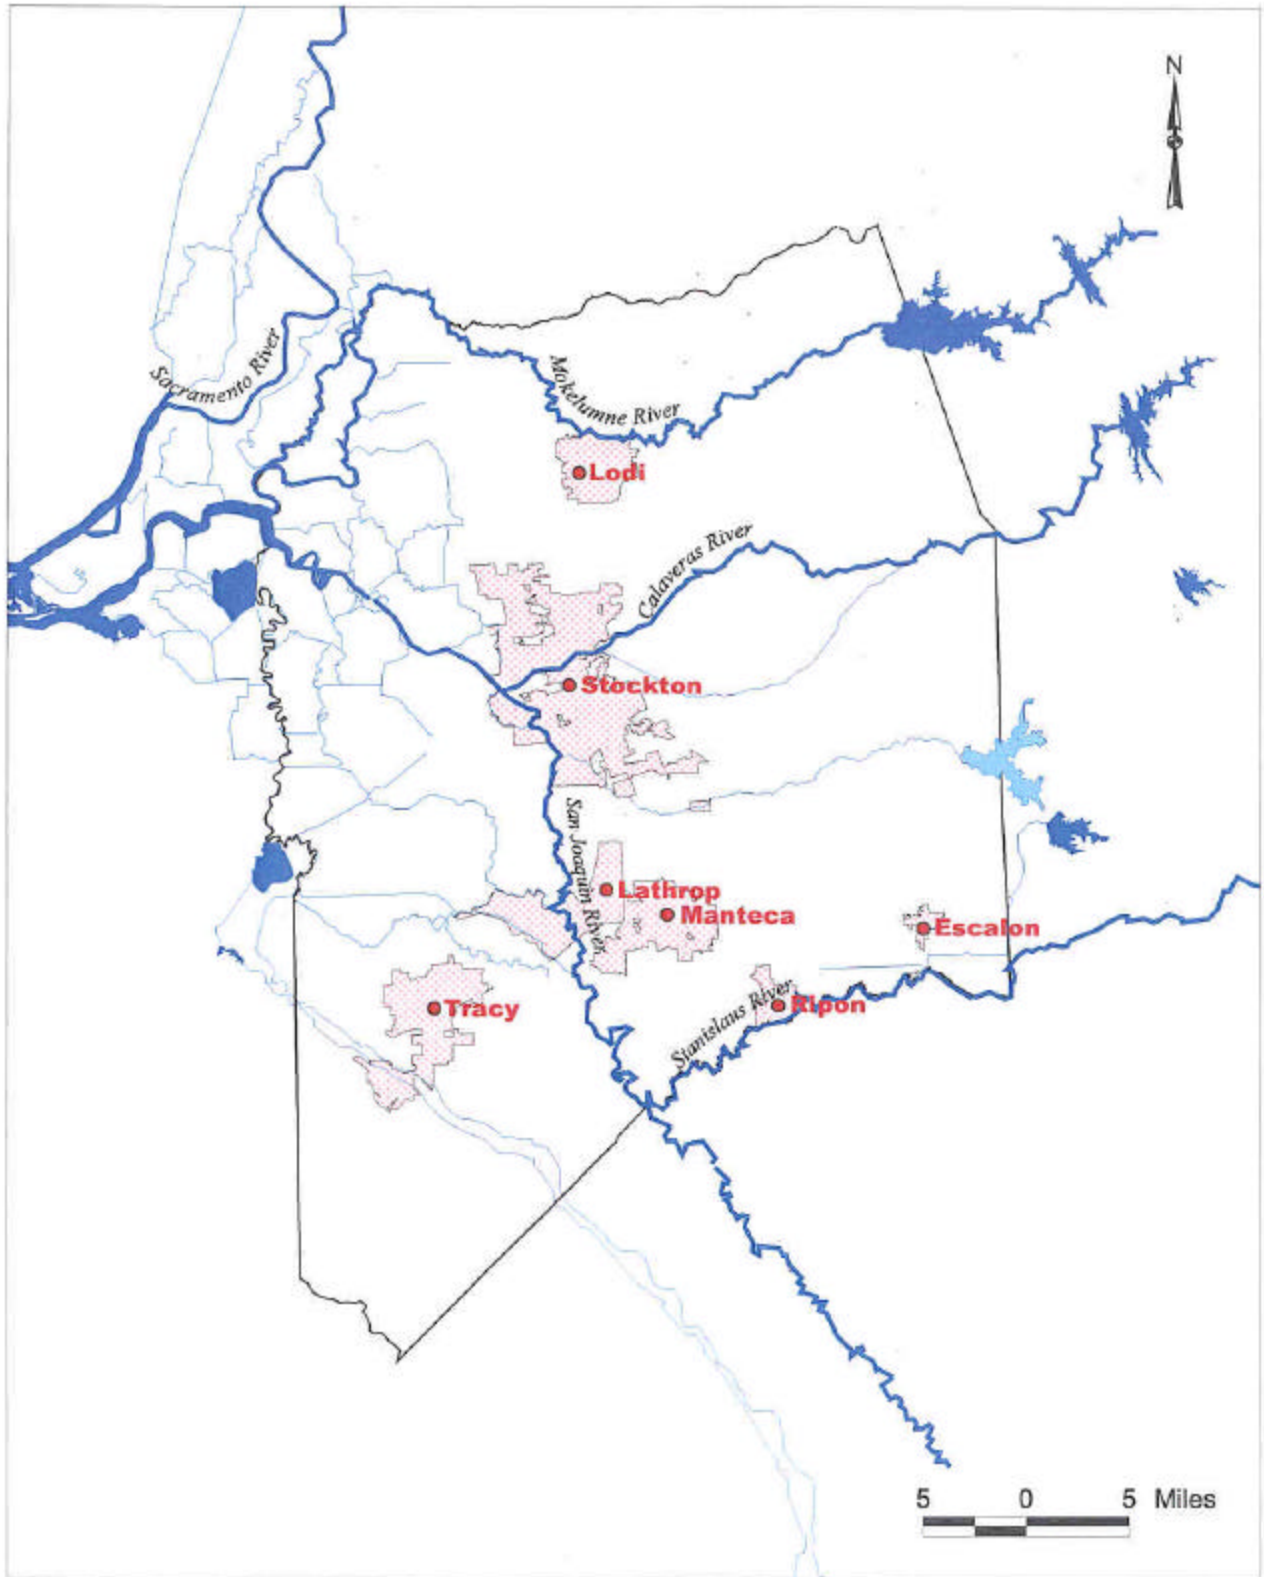 N
Sacramento River
Mokelumne River
Lodi
Calaveras River
Stockton
San Joaquin River
Lathrop
Manteca
Escalon
Tracy
Stanislaus River
Ripon
5 0 5 Miles